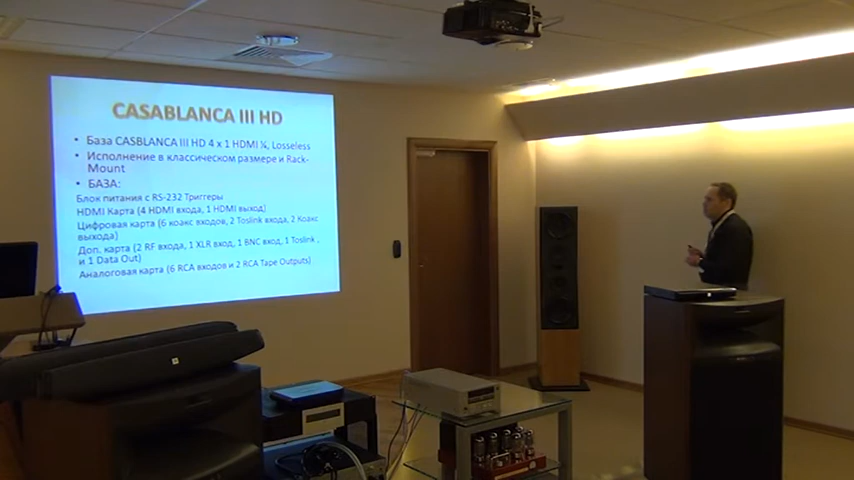 CASABLANCA III HD
• База CASBLANCA III HD 4 x 1 HDMI ¼, Losseless
• Исполнение в классическом размере и Rack-
Mount
• БАЗА:
Блок питания с RS-232 Триггеры
HDMI Карта (4 HDMI входа, 1 HDMI выход)
Цифровая карта (6 коакс входов, 2 Toslink входа, 2 Коакс
выхода)
Доп. карта (2 RF входа, 1 XLR вход, 1 BNC вход, 1 Toslink ,
и 1 Data Out)
Аналоговая карта (6 RCA входов и 2 RCA Tape Outputs)